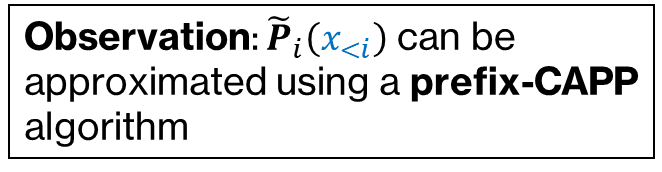 Observation: P̃ᵢ(x<ᵢ) can be
approximated using a prefix-CAPP
algorithm